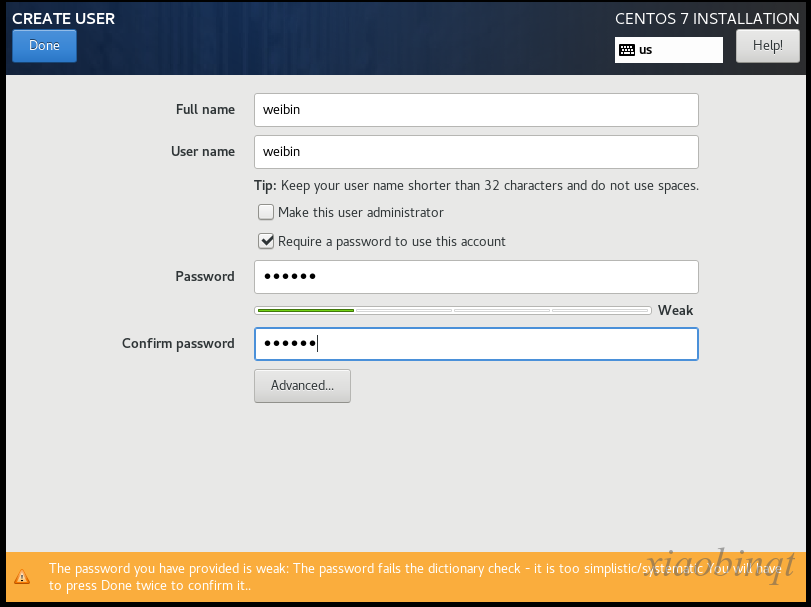 CREATE USER
CENTOS 7 INSTALLATION
Done
us
Help!
Full name
weibin
User name
weibin
Tip: Keep your user name shorter than 32 characters and do not use spaces.
Make this user administrator
Require a password to use this account
Password
●●●●●●
Weak
Confirm password
●●●●●●
Advanced...
The password you have provided is weak: The password fails the dictionary check - it is too simplistic/systematic You will have
to press Done twice to confirm it..
xiaobinqt